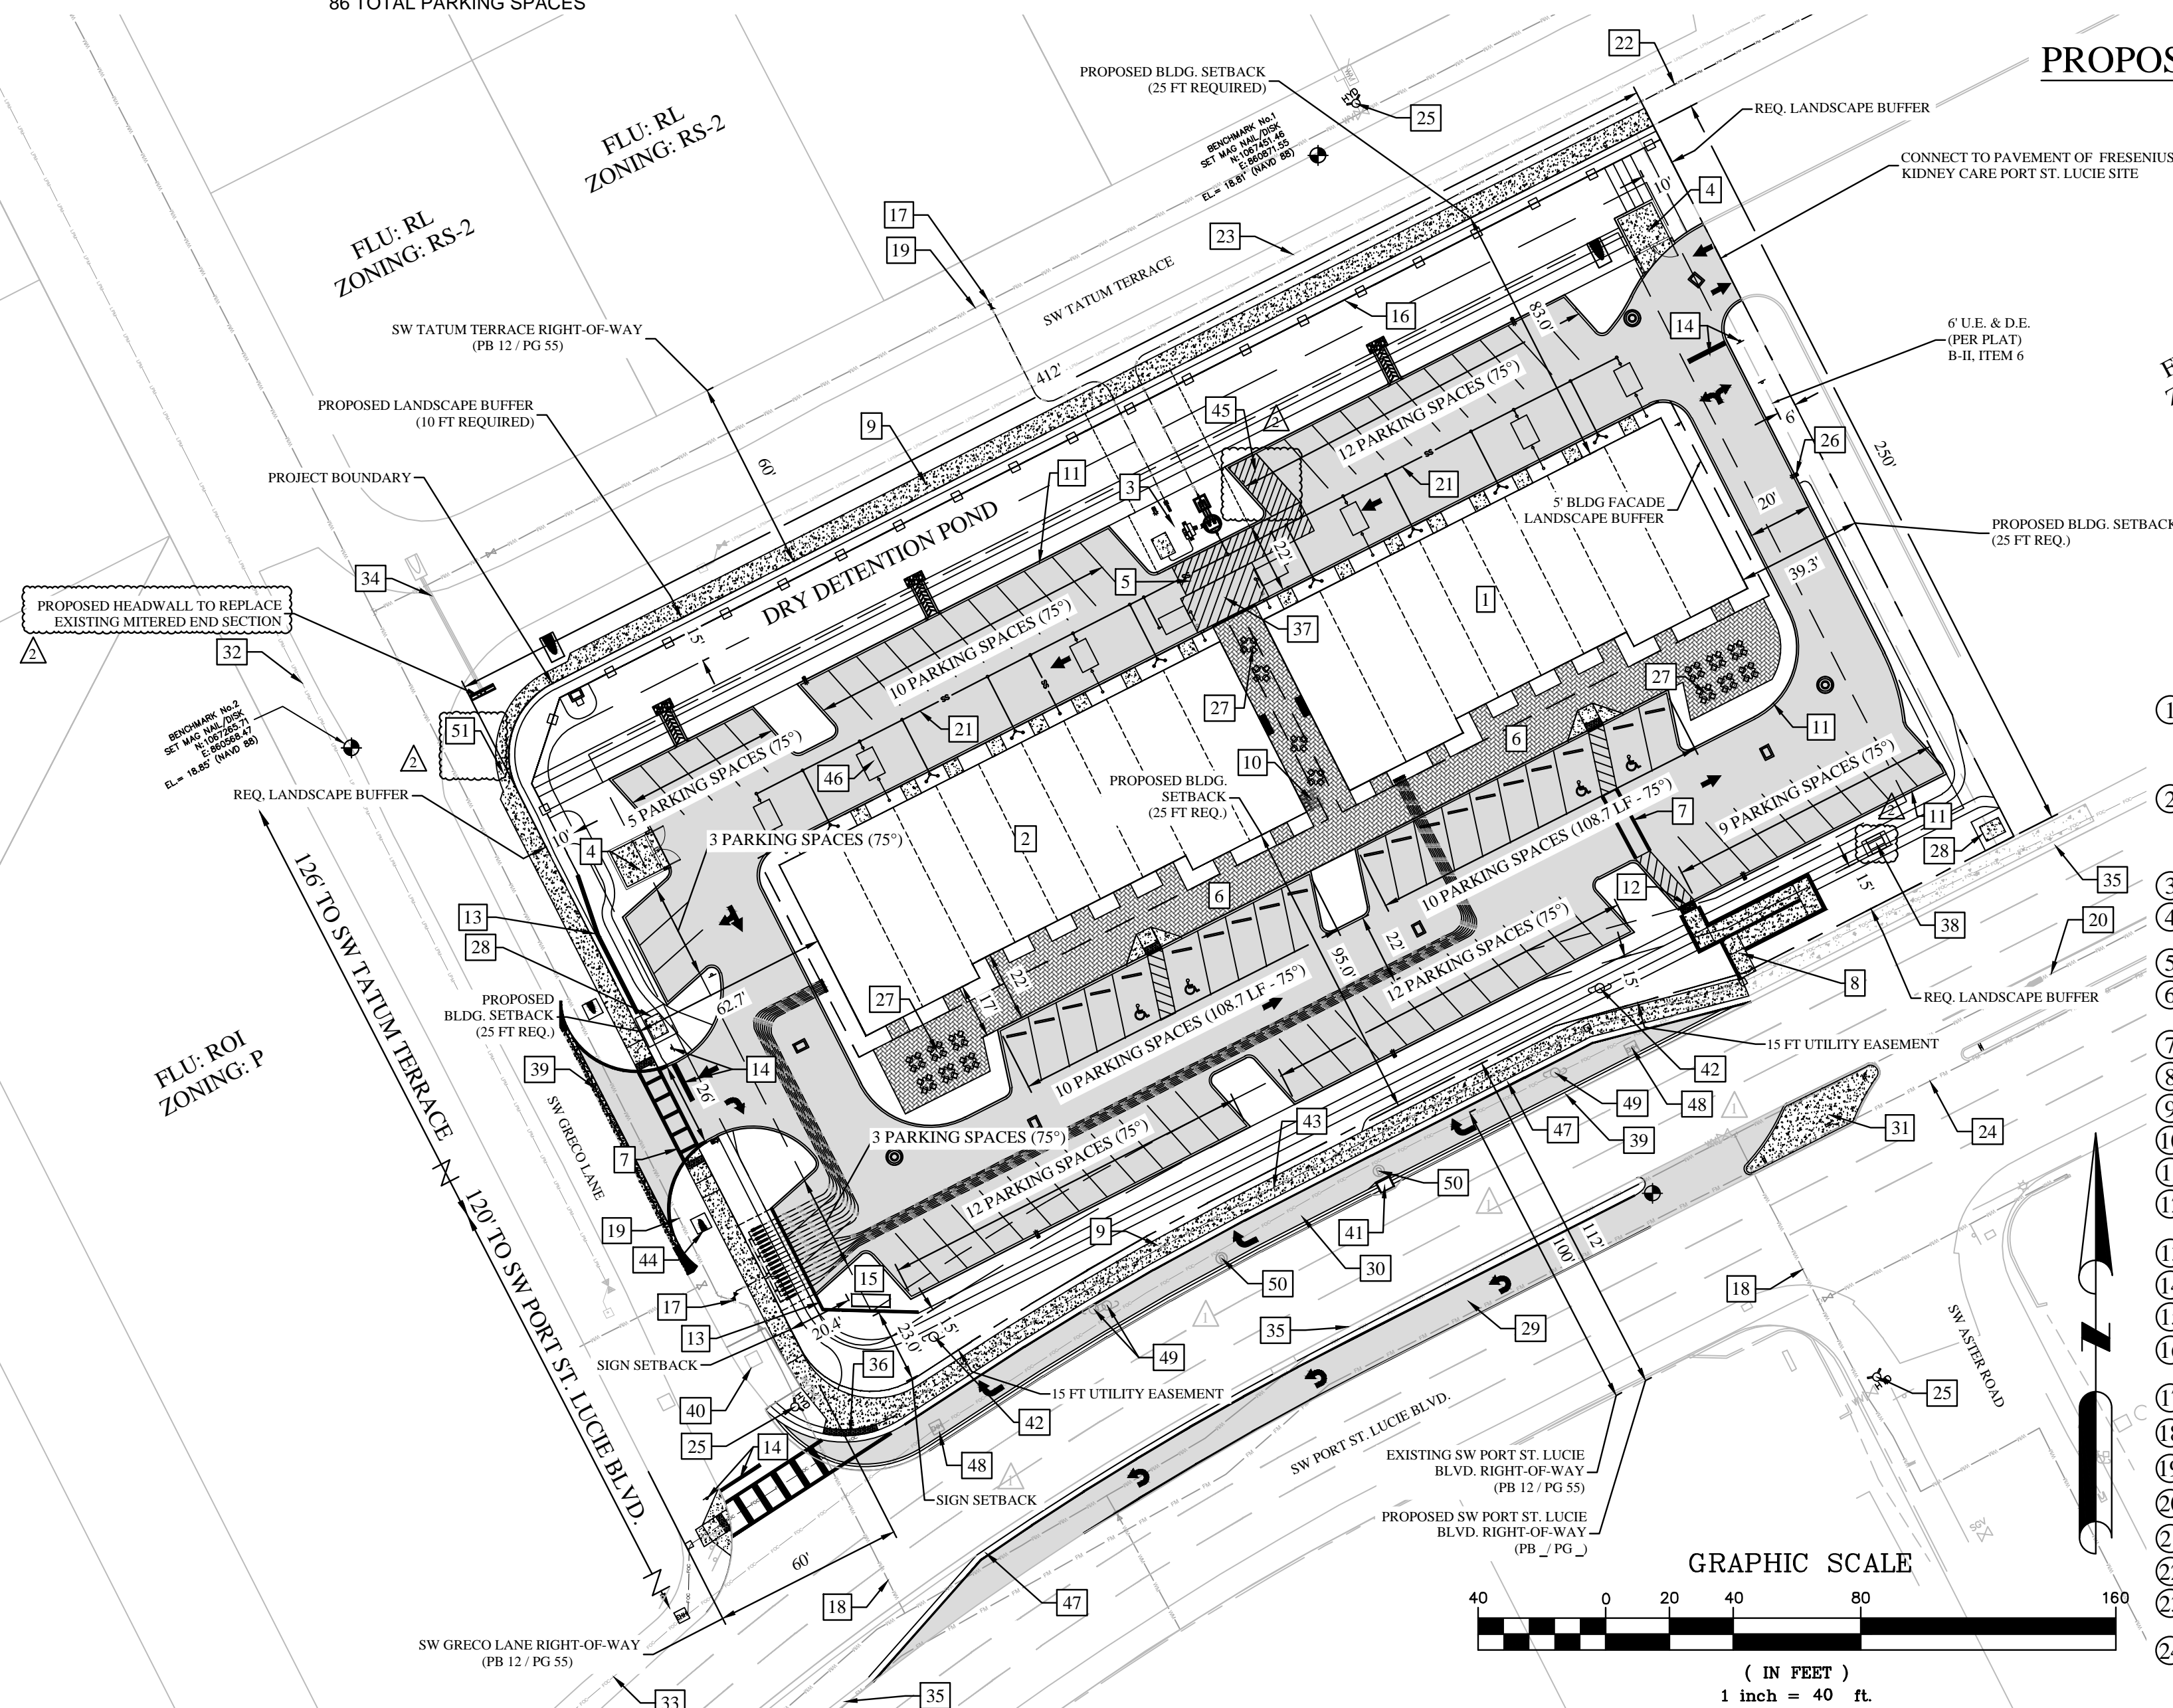 86 TOTAL PARKING SPACES
PROPOS
22
PROPOSED BLDG. SETBACK
(25 FT REQUIRED)
HYD
25
REQ. LANDSCAPE BUFFER
FLU: RL
ZONING: RS-2
BENCHMARK No.1
SET MAG NAIL/DISK
N:1067451.46
E:860871.55
EL.= 18.81' (NAVD 88)
CONNECT TO PAVEMENT OF FRESENIUS
KIDNEY CARE PORT ST. LUCIE SITE
10'
4
FLU: RL
ZONING: RS-2
17
19
23
SW TATUM TERRACE
16
83.0'
14
6' U.E. & D.E.
(PER PLAT)
B-II, ITEM 6
SW TATUM TERRACE RIGHT-OF-WAY
(PB 12 / PG 55)
412'
12 PARKING SPACES (75°)
6'
PROPOSED LANDSCAPE BUFFER
(10 FT REQUIRED)
9
60'
45
2
26
250'
PROJECT BOUNDARY
11
3
21
5' BLDG FACADE
LANDSCAPE BUFFER
20'
PROPOSED BLDG. SETBACK
(25 FT REQ.)
DRY DETENTION POND
22'
39.3'
34
5
1
PROPOSED HEADWALL TO REPLACE
EXISTING MITERED END SECTION
2
32
15'
10 PARKING SPACES (75°)
37
27
27
BENCHMARK No.2
SET MAG NAIL/DISK
N:1067265.71
E:860568.47
EL.= 18.85' (NAVD 88)
51
2
21
6
11
5 PARKING SPACES (75°)
46
10
PROPOSED BLDG.
SETBACK
(25 FT REQ.)
REQ. LANDSCAPE BUFFER
10'
4
3 PARKING SPACES (75°)
2
7
9 PARKING SPACES (75°)
2
11
28
126' TO SW TATUM TERRACE
6
10 PARKING SPACES (108.7 LF - 75°)
12
15'
35
13
28
20
38
12 PARKING SPACES (75°)
22'
95.0'
15'
8
REQ. LANDSCAPE BUFFER
PROPOSED
BLDG. SETBACK
(25 FT REQ.)
62.7'
27
17'
22'
10 PARKING SPACES (108.7 LF - 75°)
15 FT UTILITY EASEMENT
FLU: ROI
ZONING: P
39
14
26'
42
SW GRECO LANE
49
48
1
43
47
39
31
24
3 PARKING SPACES (75°)
7
12 PARKING SPACES (75°)
50
1
120' TO SW PORT ST. LUCIE BLVD.
19
44
9
41
30
100'
112'
15
50
18
17
13
20.4'
23.0'
15'
1
35
29
SW ASTER ROAD
SIGN SETBACK
36
49
15 FT UTILITY EASEMENT
HYD
25
40
HYD
25
42
SW PORT ST. LUCIE BLVD.
14
48
1
EXISTING SW PORT ST. LUCIE
BLVD. RIGHT-OF-WAY
(PB 12 / PG 55)
SIGN SETBACK
PROPOSED SW PORT ST. LUCIE
BLVD. RIGHT-OF-WAY
(PB _/ PG _)
60'
18
47
SW GRECO LANE RIGHT-OF-WAY
(PB 12 / PG 55)
33
35
GRAPHIC SCALE
40 0 20 40 80 160
( IN FEET )
1 inch = 40 ft.
N